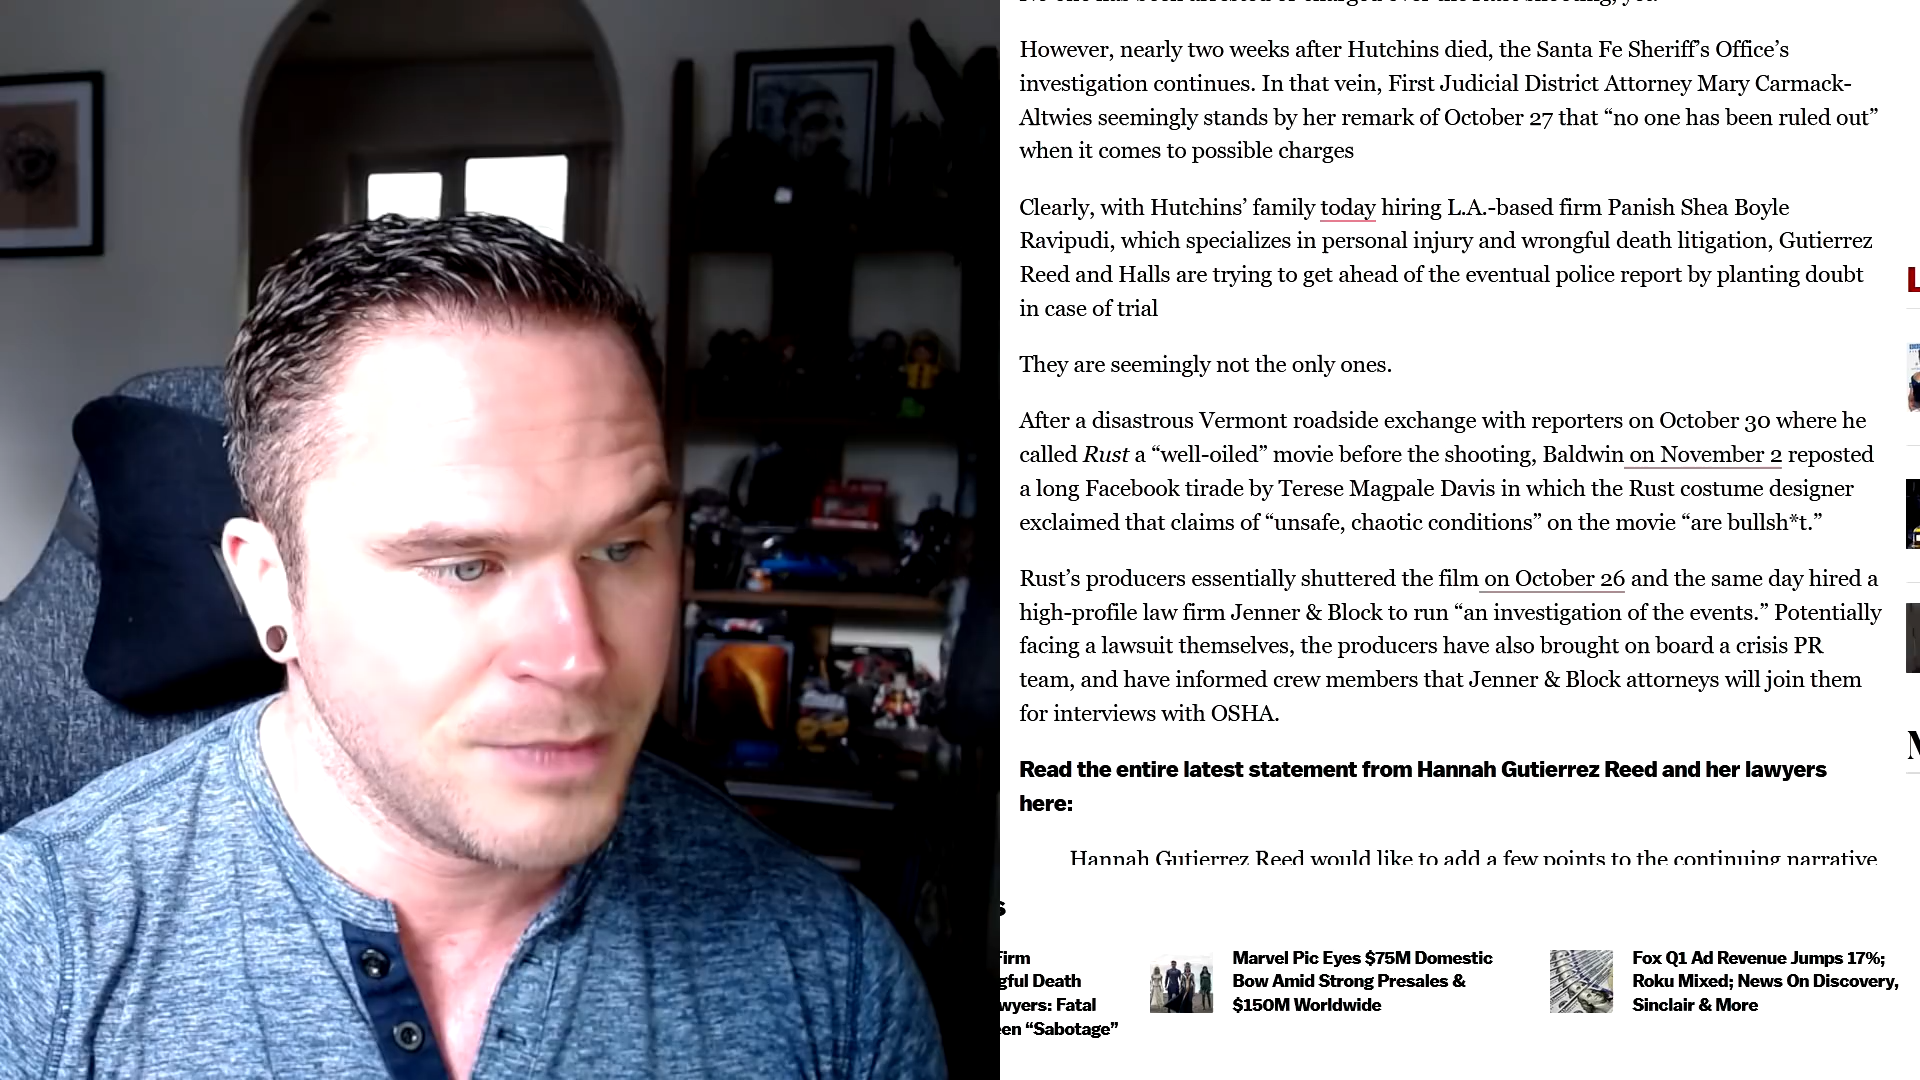 However, nearly two weeks after Hutchins died, the Santa Fe Sheriff’s Office’s
investigation continues. In that vein, First Judicial District Attorney Mary Carmack-
Altwies seemingly stands by her remark of October 27 that “no one has been ruled out”
when it comes to possible charges
Clearly, with Hutchins’ family today hiring L.A.-based firm Panish Shea Boyle
Ravipudi, which specializes in personal injury and wrongful death litigation, Gutierrez
Reed and Halls are trying to get ahead of the eventual police report by planting doubt
in case of trial
They are seemingly not the only ones.
After a disastrous Vermont roadside exchange with reporters on October 30 where he
called Rust a “well-oiled” movie before the shooting, Baldwin on November 2 reposted
a long Facebook tirade by Terese Magpale Davis in which the Rust costume designer
exclaimed that claims of “unsafe, chaotic conditions” on the movie “are bullsh*t.”
Rust’s producers essentially shuttered the film on October 26 and the same day hired a
high-profile law firm Jenner & Block to run “an investigation of the events.” Potentially
facing a lawsuit themselves, the producers have also brought on board a crisis PR
team, and have informed crew members that Jenner & Block attorneys will join them
for interviews with OSHA.
Read the entire latest statement from Hannah Gutierrez Reed and her lawyers
here:
Hannah Gutierrez Reed would like to add a few points to the continuing narrative
s
Firm
gful Death
wyers: Fatal
een “Sabotage”
Marvel Pic Eyes $75M Domestic
Bow Amid Strong Presales &
$150M Worldwide
Fox Q1 Ad Revenue Jumps 17%;
Roku Mixed; News On Discovery,
Sinclair & More